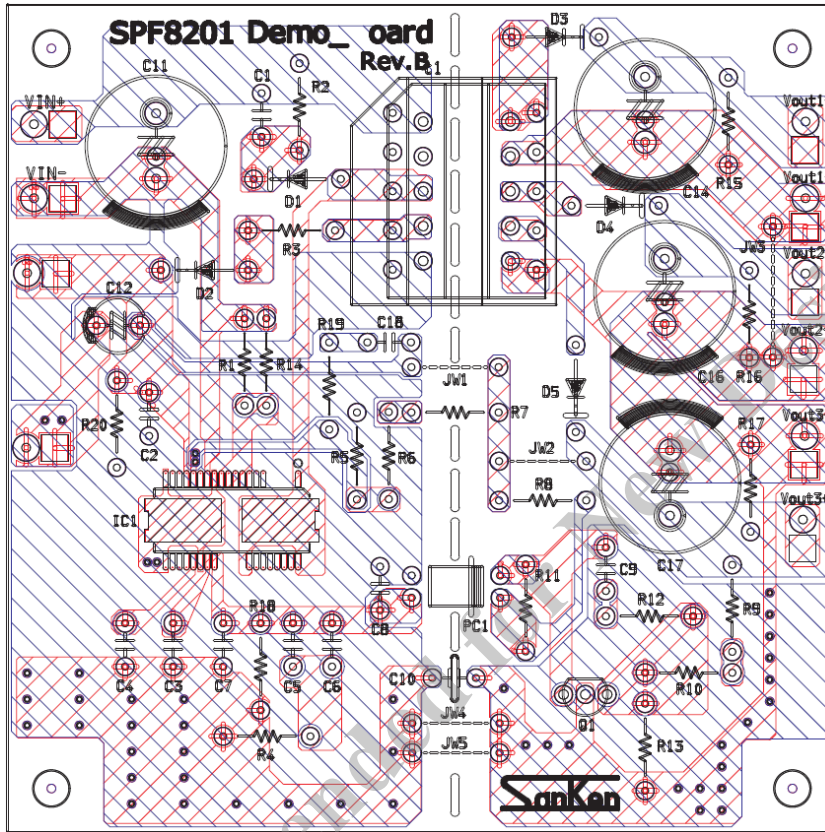 SPF8201 Demo_ oard
Rev.B
D3
C11
C1
R2
VIN+
Vout1
VIN-
D1
R15
C14
Vout1
R3
D4
JW3
D2
Vout2
C12
R19
C18
Vout2
R1
R14
JW1
C16
R16
D5
R7
R17
R20
C2
R5
R6
JW2
Vout3
R8
Vout3+
IC1
C17
R11
C9
C8
PC1
R12
R9
R18
C4
C3
C7
C5
C6
C10
R10
Q1
JW4
R4
JW5
R13
SanKen